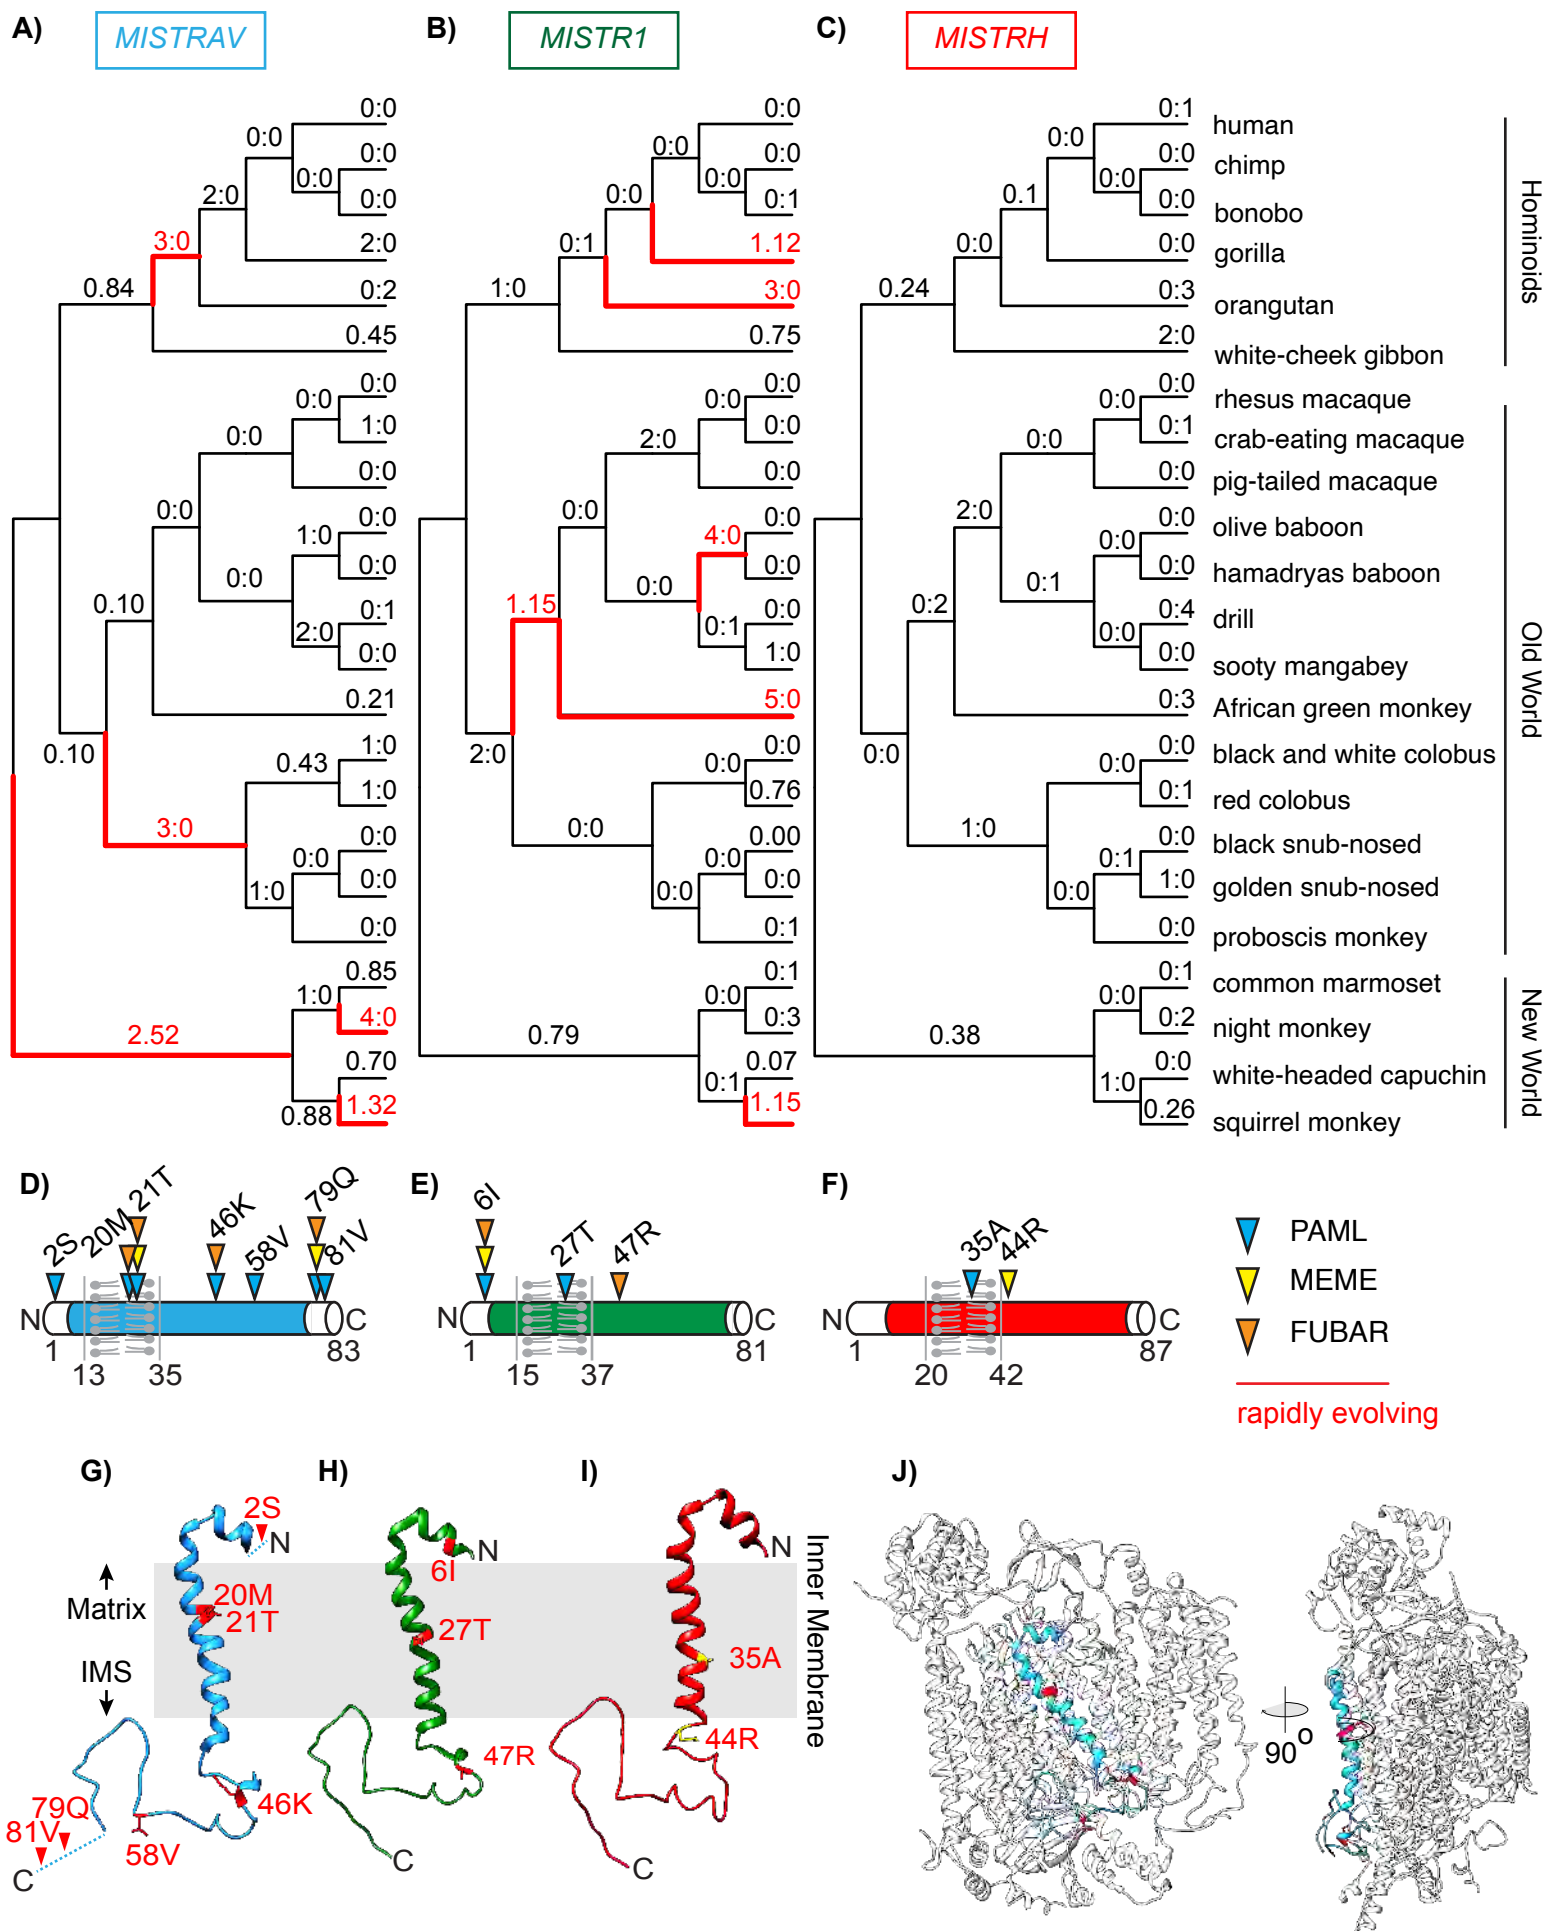 A)
MISTRAV
B)
MISTR1
C)
MISTRH
0:0
0:0
0:0
0:0
0:0
2:0
2:0
3:0
0:2
0.84
0.45
0:0
0:0
1:0
0:0
0:0
0:0
0:0
1:0
0:0
0:0
0:1
0.10
2:0
0:0
0.21
0.10
1:0
0.43
1:0
3:0
0:0
0:0
0:0
1:0
0:0
0.85
1:0
4:0
2.52
0.70
1.32
0.88
0:0
0:0
0:0
0:0
0:1
0:0
1.12
0:1
3:0
1:0
0.75
0:0
0:0
0:0
2:0
0:0
0:0
0:0
4:0
0:0
0:0
0:0
1.15
0:1
1:0
5:0
2:0
0:0
0:0
0.76
0:0
0.00
0:0
0:0
0:0
0:1
0:1
0:0
0:3
0.79
0.07
0:1
1.15
0:1
0:0
0:0
0:0
0:0
0.1
0:0
0:0
0:3
0.24
2:0
0:0
0:0
0:1
0:0
0:0
2:0
0:0
0:0
0:0
0:1
0:4
0:2
0:0
0:0
0:3
0:0
0:0
0:0
0:1
1:0
0:0
0:1
1:0
0:0
0:0
0:1
0:0
0:2
0.38
0:0
1:0
0.26
human
chimp
bonobo
gorilla
orangutan
white-cheek gibbon
rhesus macaque
crab-eating macaque
pig-tailed macaque
olive baboon
hamadryas baboon
drill
sooty mangabey
African green monkey
black and white colobus
red colobus
black snub-nosed
golden snub-nosed
proboscis monkey
common marmoset
night monkey
white-headed capuchin
squirrel monkey
Hominoids
Old World
New World
D)
2S
20M
21T
46K
58V
79Q
81V
N
C
1
13
35
83
E)
6I
27T
47R
N
C
1
15
37
81
F)
35A
44R
N
C
1
20
42
87
PAML
MEME
FUBAR
rapidly evolving
G)
2S
N
20M
21T
Matrix
IMS
46K
79Q
81V
58V
C
H)
N
6I
27T
47R
C
I)
N
35A
44R
C
Inner Membrane
J)
90°